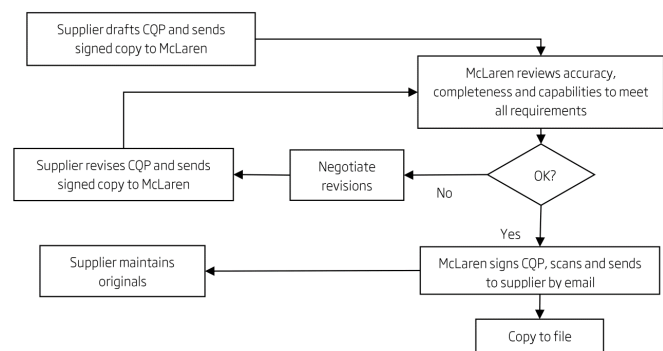 Supplier drafts CQP and sends
signed copy to McLaren
McLaren reviews accuracy,
completeness and capabilities to meet
all requirements
Supplier revises CQP and sends
signed copy to McLaren
Negotiate
revisions
OK?
No
Yes
Supplier maintains
originals
McLaren signs CQP, scans and sends
to supplier by email
Copy to file